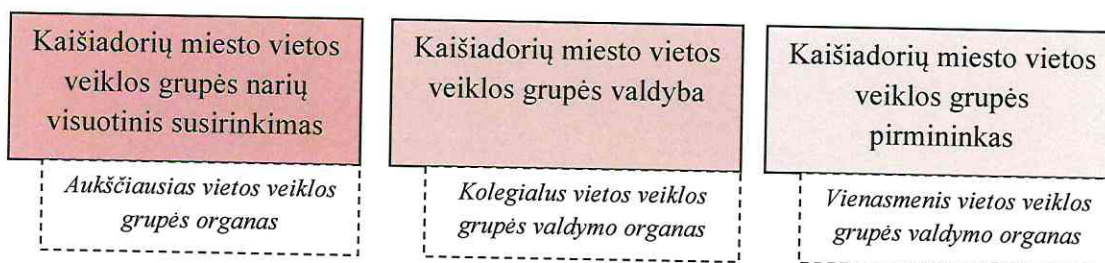 Kaišiadorių miesto vietos
veiklos grupės narių
visuotinis susirinkimas
Aukščiausias vietos veiklos
grupės organas
Kaišiadorių miesto vietos
veiklos grupės valdyba
Kolegialus vietos veiklos
grupės valdymo organas
Kaišiadorių miesto vietos
veiklos grupės
pirmininkas
Vienasmenis vietos veiklos
grupės valdymo organas